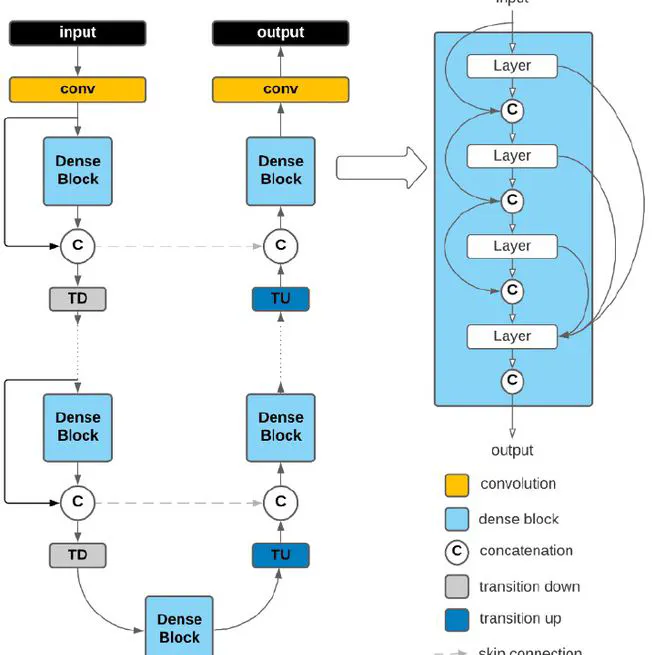 input
conv
Dense
Block
C
TD
Dense
Block
C
TD
Dense
Block
output
conv
Dense
Block
C
TU
Dense
Block
C
TU
input
Layer
C
Layer
C
Layer
C
Layer
C
output
convolution
dense block
C
concatenation
transition down
transition up
skip connection